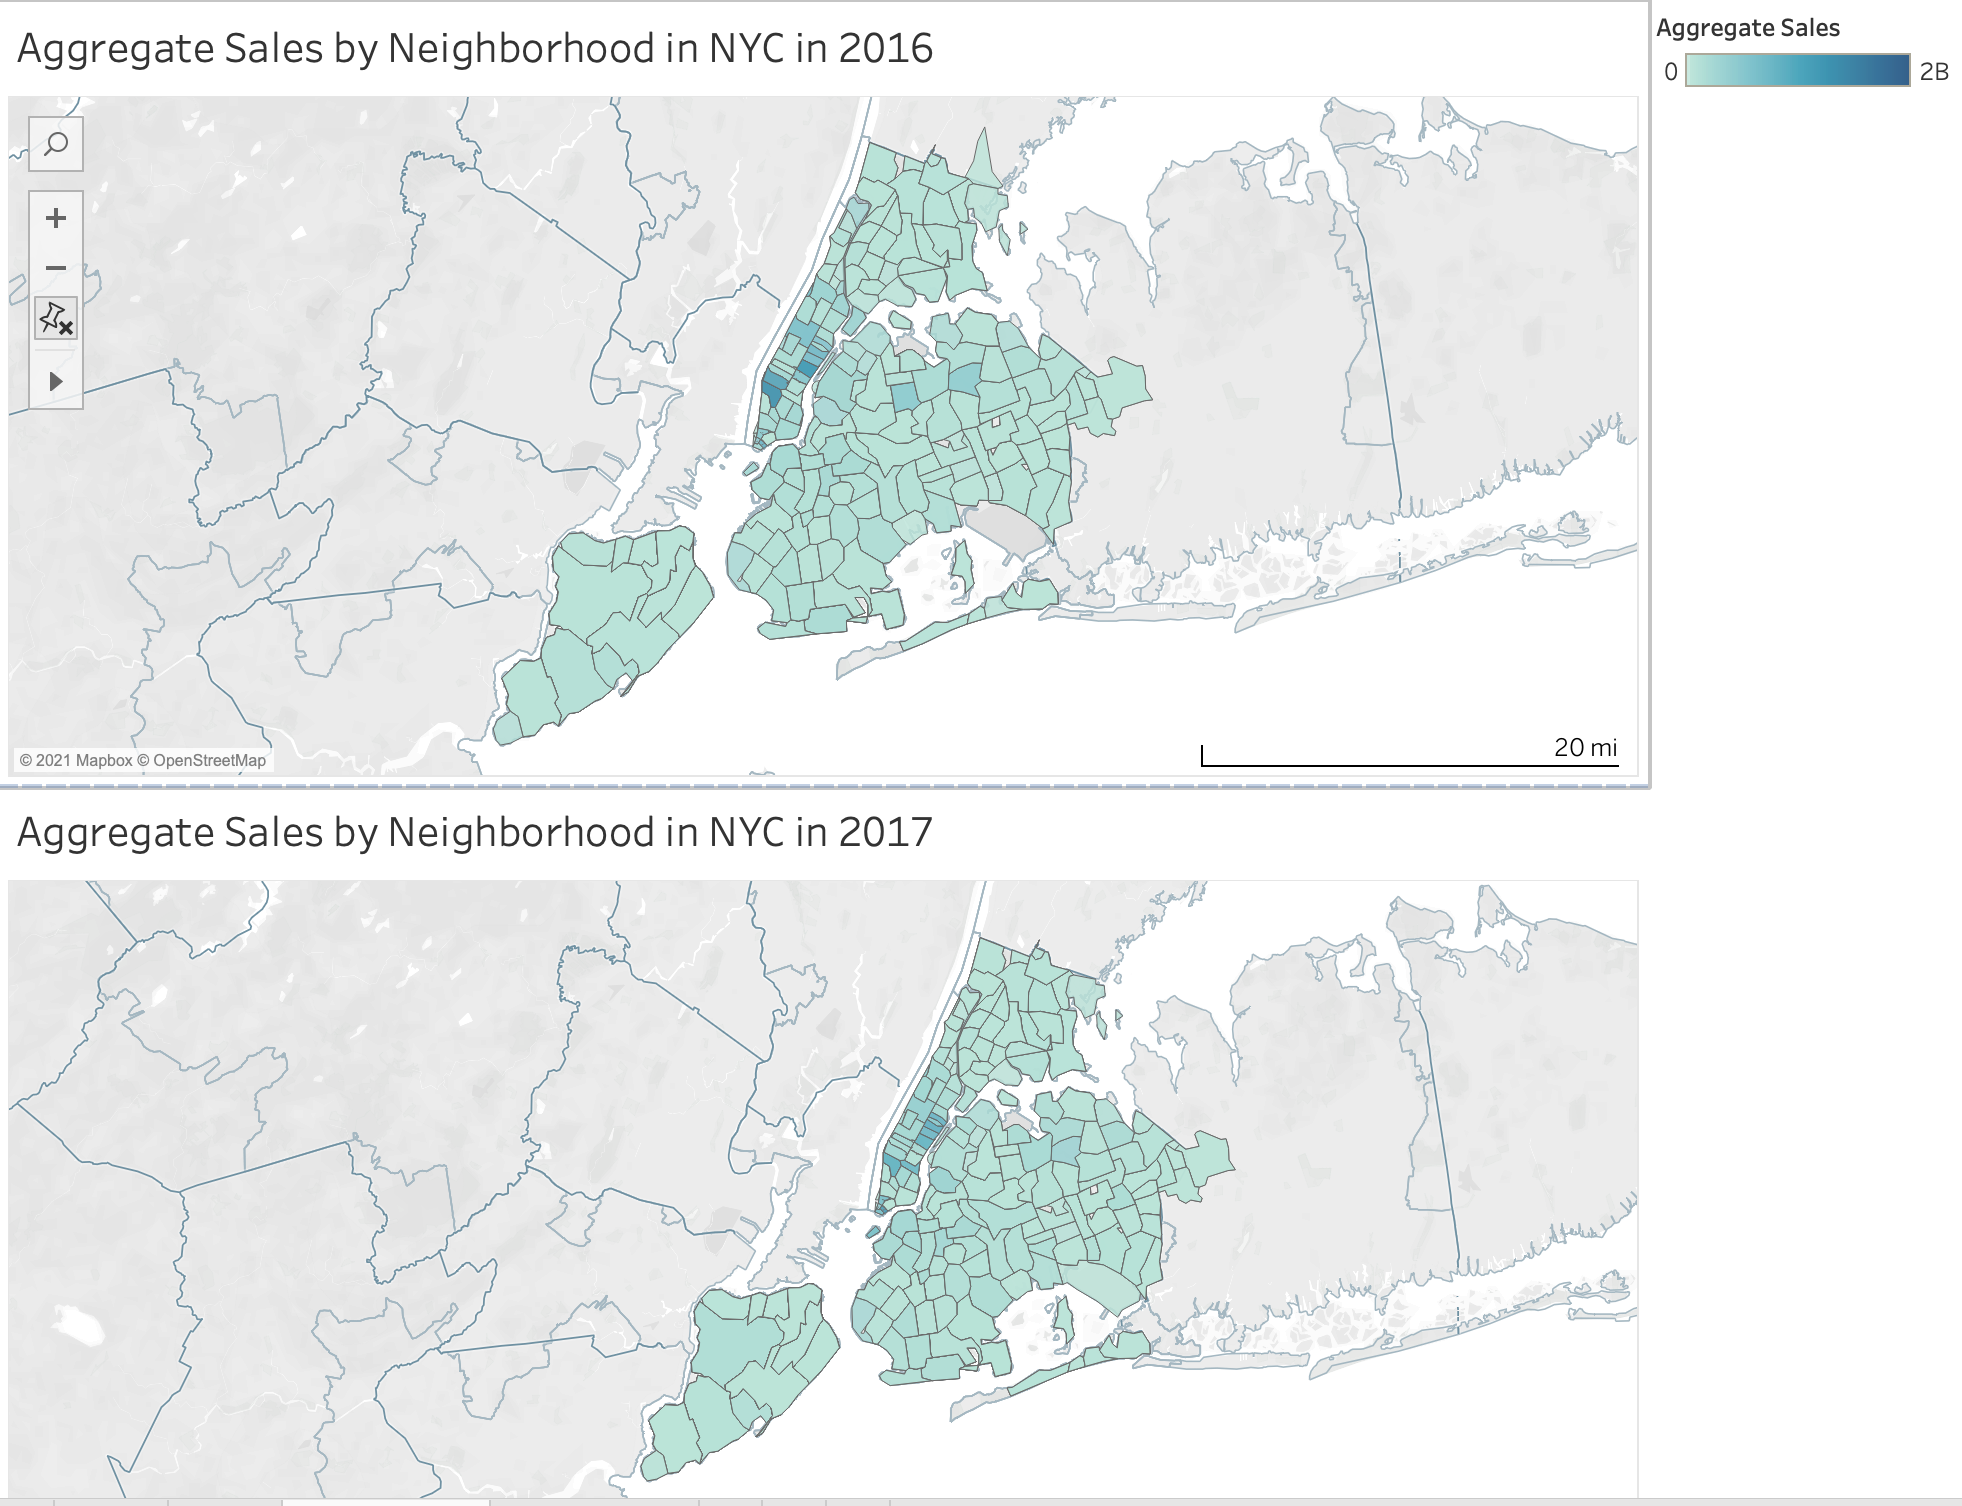 Aggregate Sales by Neighborhood in NYC in 2016
Aggregate Sales
0 2B
© 2021 Mapbox © OpenStreetMap
20 mi
Aggregate Sales by Neighborhood in NYC in 2017